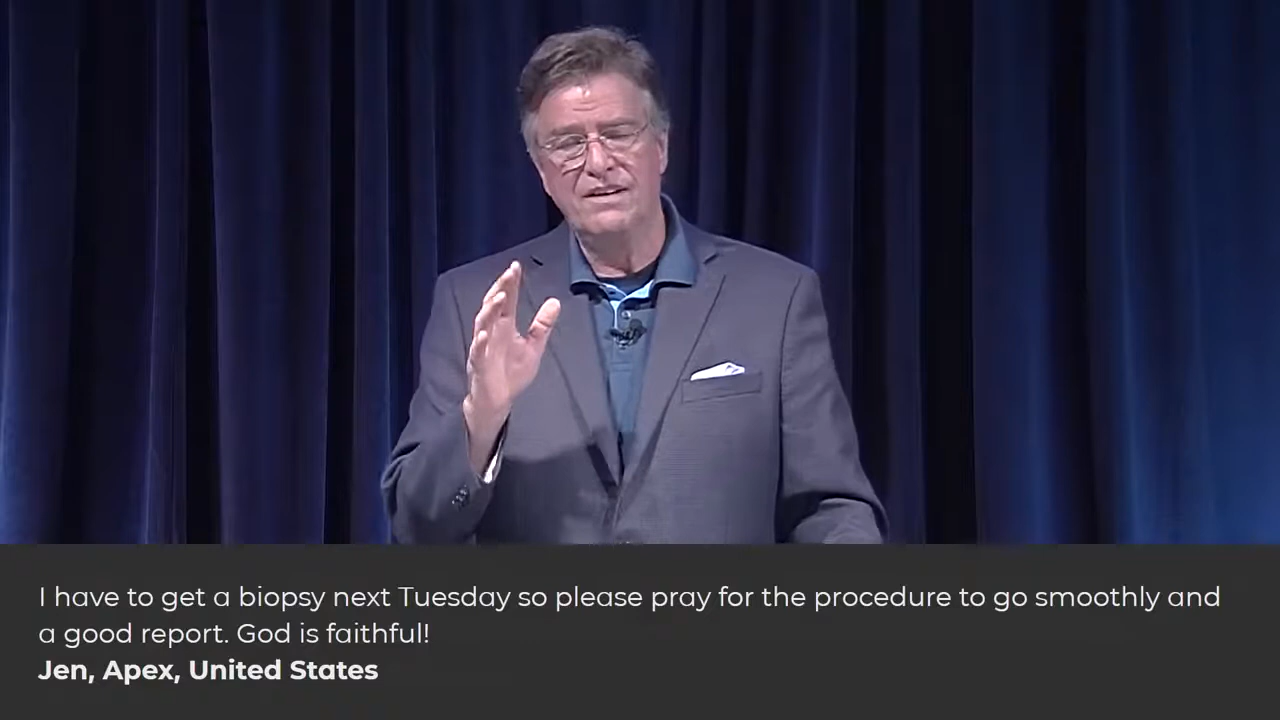 I have to get a biopsy next Tuesday so please pray for the procedure to go smoothly and
a good report. God is faithful!
Jen, Apex, United States